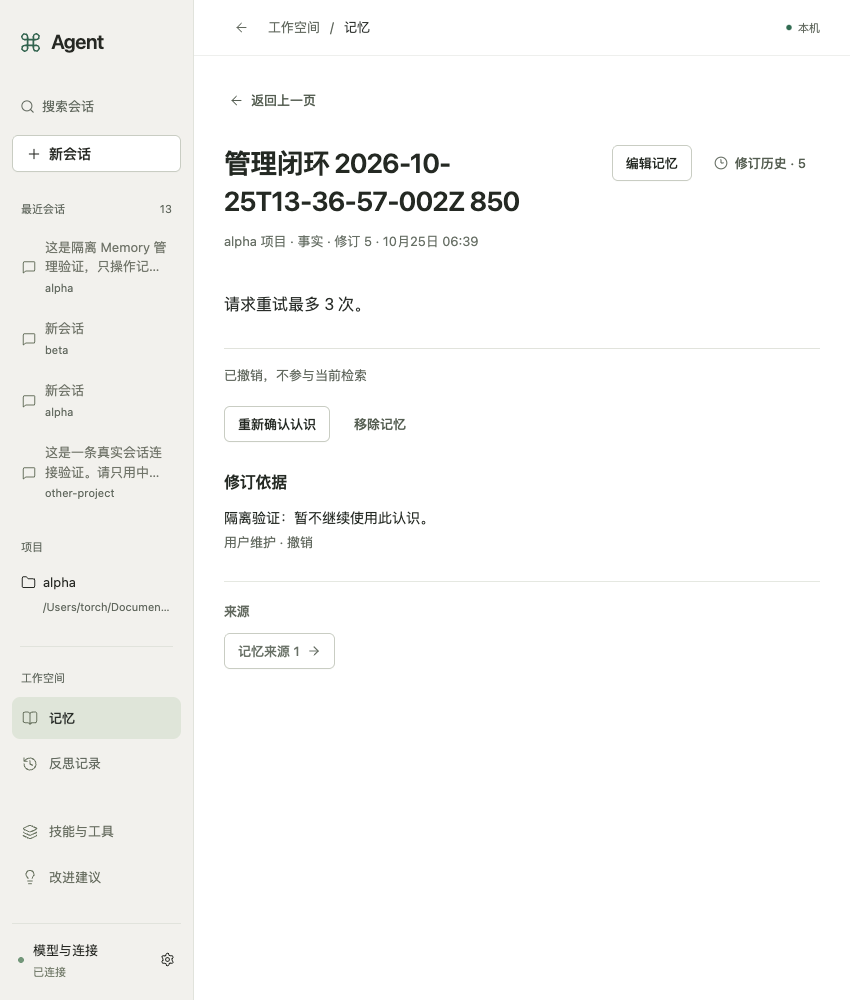 Agent
搜索会话
新会话
最近会话 13
这是隔离 Memory 管
理验证，只操作记...
alpha
新会话
beta
新会话
alpha
这是一条真实会话连
接验证。请只用中...
other-project
项目
alpha
/Users/torch/Documen...
工作空间
记忆
反思记录
技能与工具
改进建议
模型与连接
已连接
← 工作空间 / 记忆
本机
← 返回上一页
管理闭环 2026-10-
25T13-36-57-002Z 850
编辑记忆
修订历史 · 5
alpha 项目 · 事实 · 修订 5 · 10月25日 06:39
请求重试最多 3 次。
已撤销，不参与当前检索
重新确认认识
移除记忆
修订依据
隔离验证：暂不继续使用此认识。
用户维护 · 撤销
来源
记忆来源 1 →